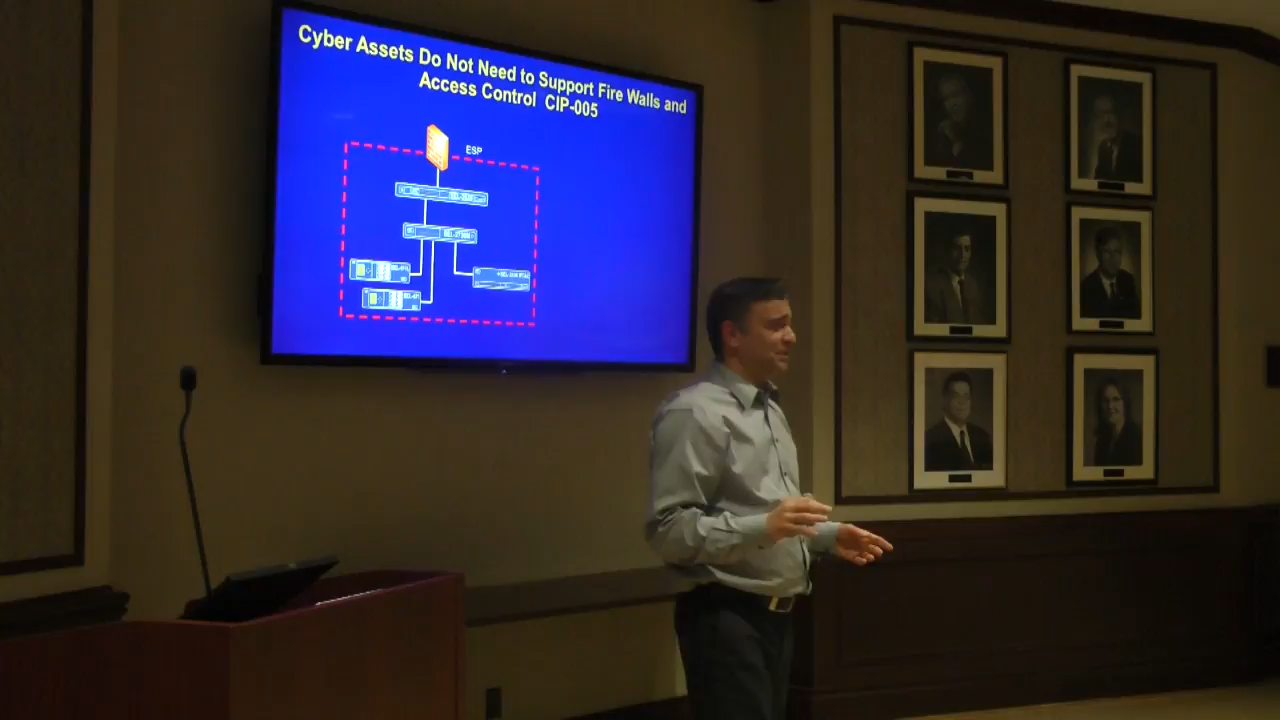 Cyber Assets Do Not Need to Support Fire Walls and
Access Control CIP-005
ESP